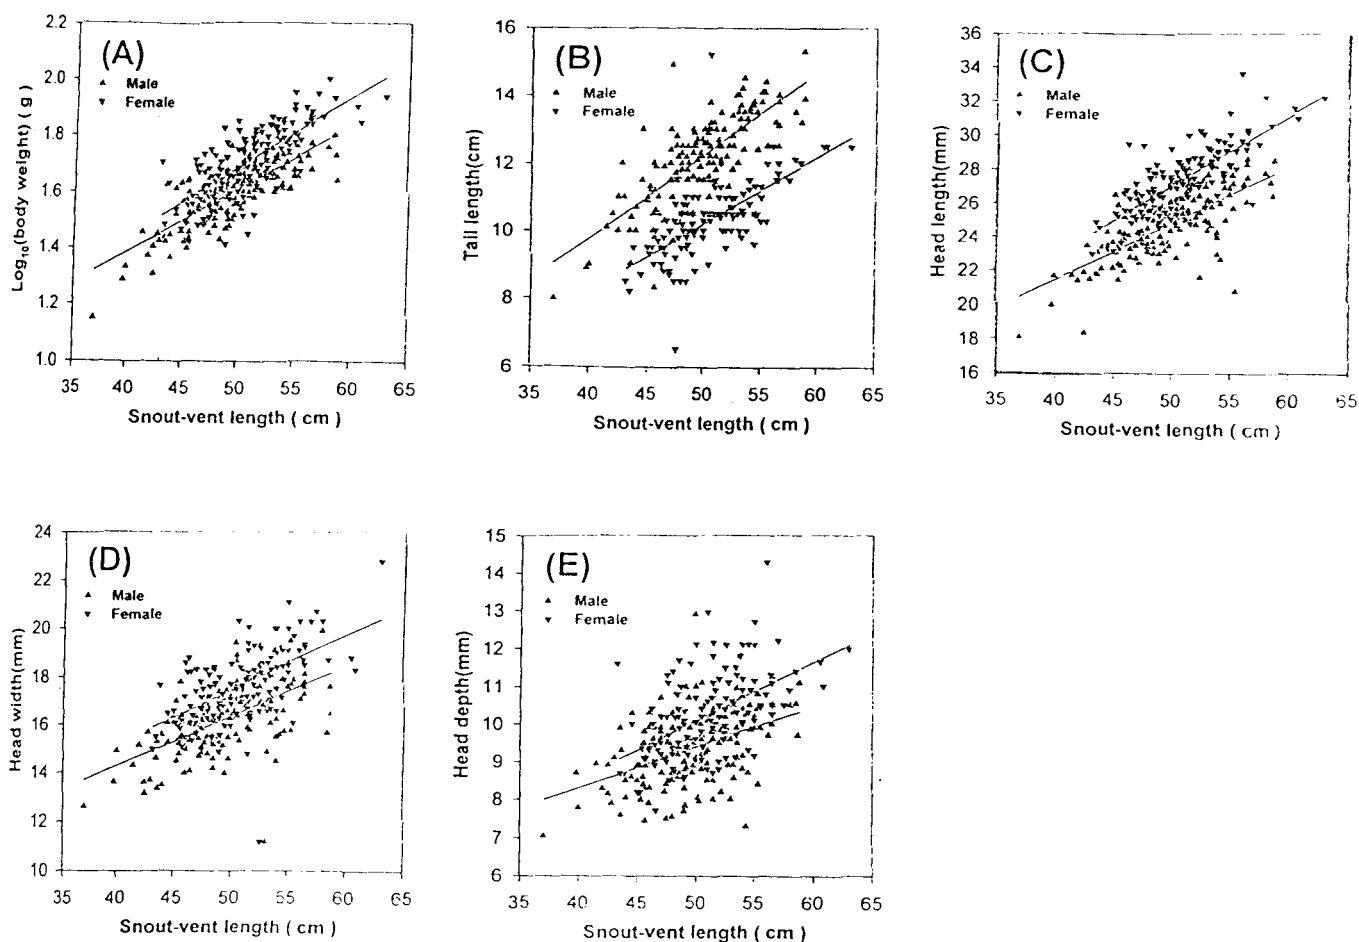 (A)
Male
Female
Log10(body weight) (g)
2.2
2.0
1.8
1.6
1.4
1.2
1.0
35 40 45 50 55 60 65
Snout-vent length ( cm )
(B)
Male
Female
Tail length(cm)
16
14
12
10
8
6
35 40 45 50 55 60 65
Snout-vent length ( cm )
(C)
Male
Female
Head length(mm)
36
34
32
30
28
26
24
22
20
18
16
35 40 45 50 55 60 65
Snout-vent length ( cm )
(D)
Male
Female
Head width(mm)
24
22
20
18
16
14
12
10
35 40 45 50 55 60 65
Snout-vent length ( cm )
(E)
Male
Female
Head depth(mm)
15
14
13
12
11
10
9
8
7
6
35 40 45 50 55 60 65
Snout-vent length ( cm )